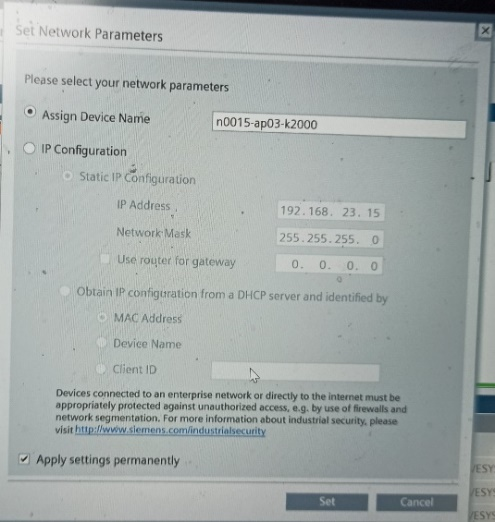 Set Network Parameters
Please select your network parameters
Assign Device Name
n0015-ap03-k2000
IP Configuration
Static IP Configuration
IP Address
192.168. 23. 15
Network Mask
255.255.255. 0
Use router for gateway
0. 0. 0. 0
Obtain IP configuration from a DHCP server and identified by
MAC Address
Device Name
Client ID
Devices connected to an enterprise network or directly to the internet must be
appropriately protected against unauthorized access, e.g. by use of firewalls and
network segmentation. For more information about industrial security, please
visit http://www.siemens.com/industrialsecurity
Apply settings permanently
Set
Cancel